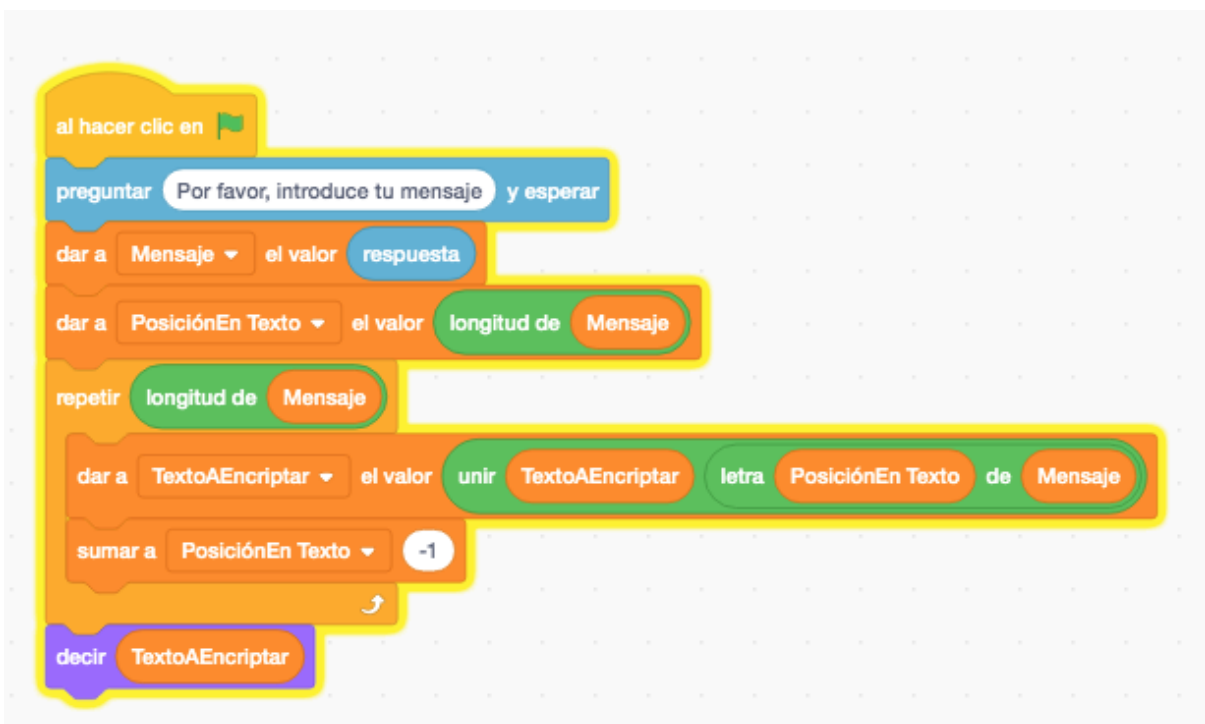 al hacer clic en
preguntar Por favor, introduce tu mensaje y esperar
dar a Mensaje el valor respuesta
dar a PosiciónEn Texto el valor longitud de Mensaje
repetir longitud de Mensaje
dar a TextoAEncriptar el valor unir TextoAEncriptar letra PosiciónEn Texto de Mensaje
sumar a PosiciónEn Texto -1
decir TextoAEncriptar